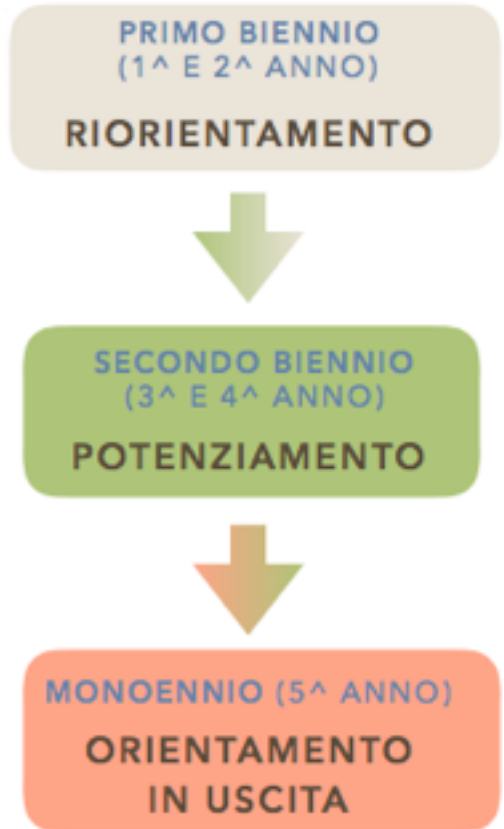 PRIMO BIENNIO
(1^ E 2^ ANNO)
RIORIENTAMENTO
SECONDO BIENNIO
(3^ E 4^ ANNO)
POTENZIAMENTO
MONOENNIO (5^ ANNO)
ORIENTAMENTO
IN USCITA